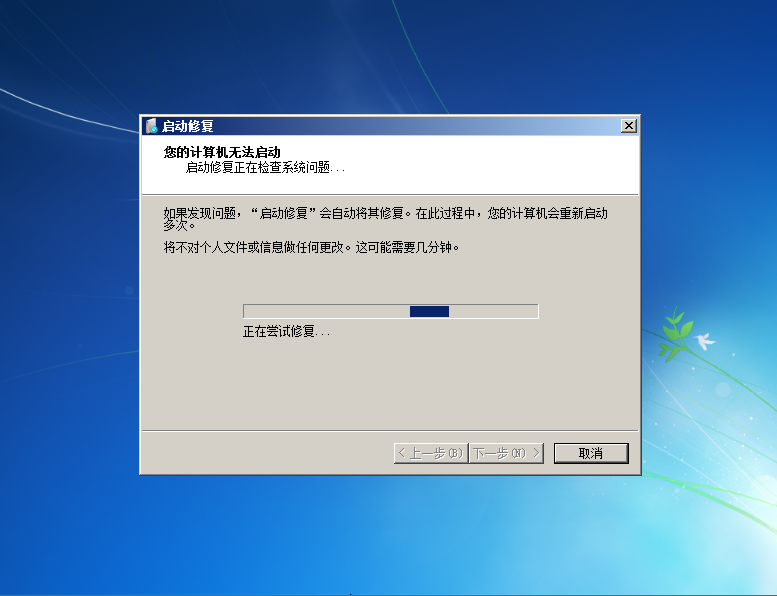 启动修复
您的计算机无法启动
启动修复正在检查系统问题...
如果发现问题，“启动修复”会自动将其修复。在此过程中，您的计算机会重新启动
多次。
将不对个人文件或信息做任何更改。这可能需要几分钟。
正在尝试修复...
< 上一步(B) 下一步(N) > 取消